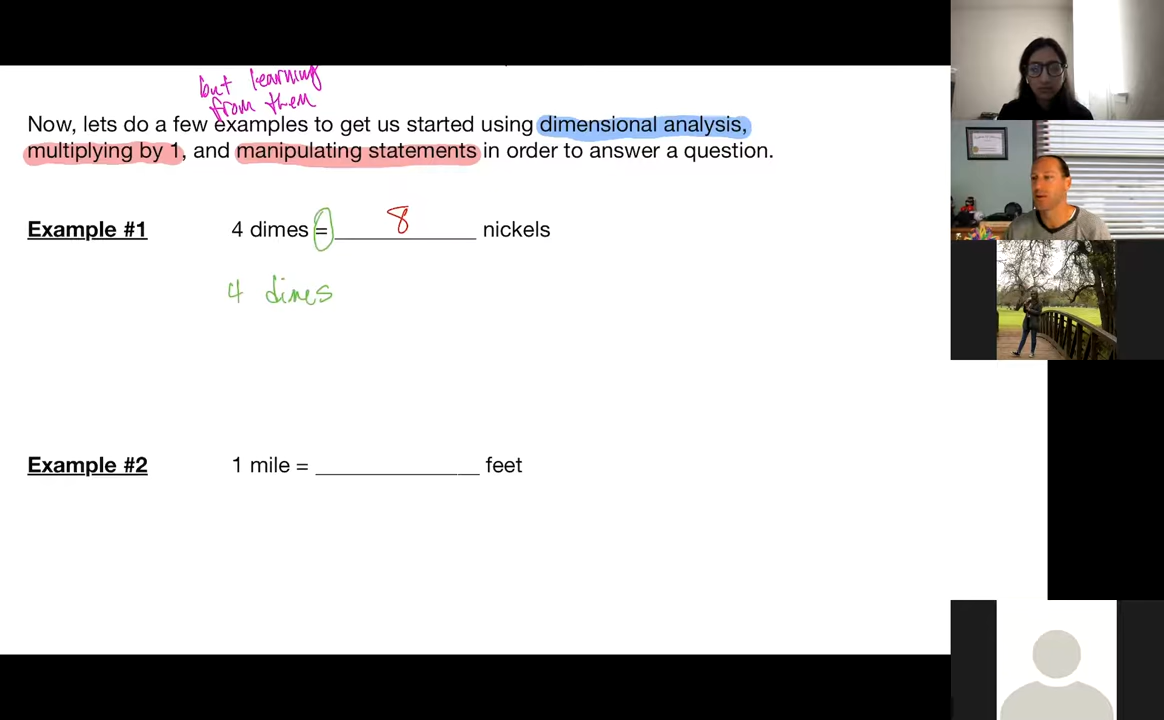 but learning
from them
Now, lets do a few examples to get us started using dimensional analysis,
multiplying by 1, and manipulating statements in order to answer a question.
Example #1 4 dimes = 8 nickels
4 dimes
Example #2 1 mile = ______________ feet